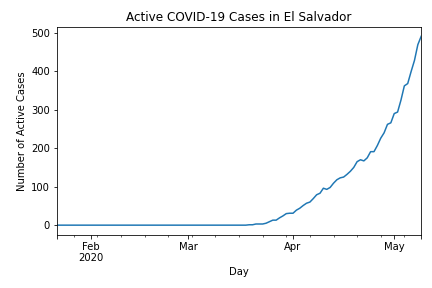 Active COVID-19 Cases in El Salvador
500
400
300
200
100
0
Number of Active Cases
Feb
2020
Mar
Apr
May
Day